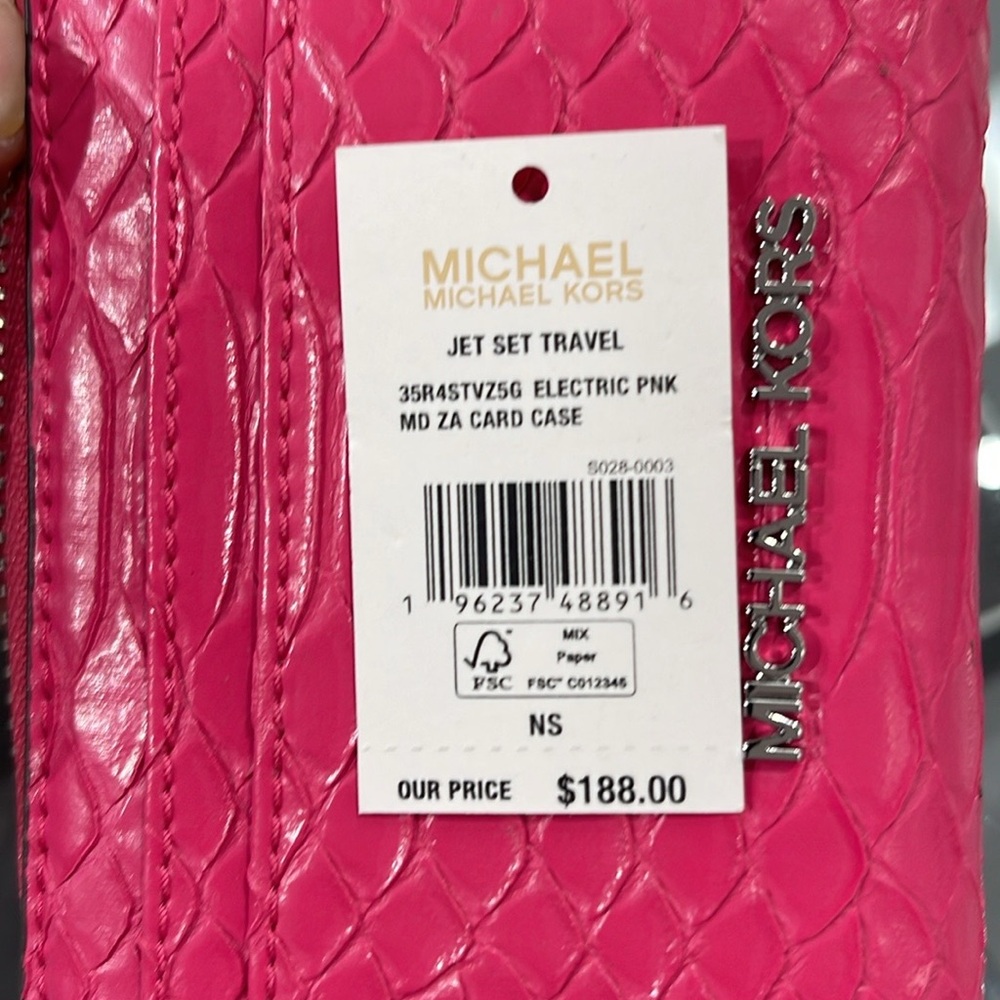 MICHAEL
MICHAEL KORS
JET SET TRAVEL
35R4STVZ5G ELECTRIC PNK
MD ZA CARD CASE
S028-0003
1 96237 48891 6
FSC
MIX
Paper
FSC™ C012345
NS
OUR PRICE $188.00
MICHAEL KORS